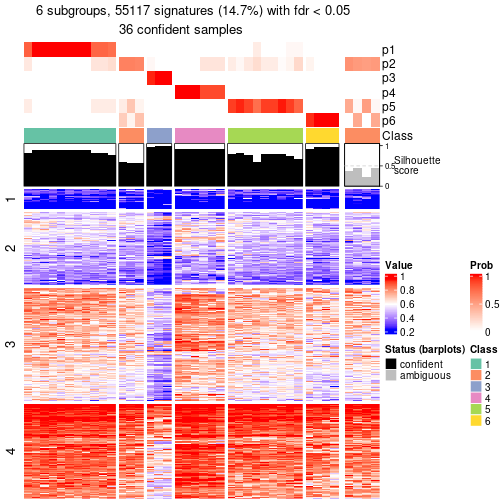 6 subgroups, 55117 signatures (14.7%) with fdr < 0.05
36 confident samples
p1
p2
p3
p4
p5
p6
Class
1
0.5
0
Silhouette
score
1
2
3
4
Value
1
0.8
0.6
0.4
0.2
Prob
1
0.5
0
Status (barplots)
confident
ambiguous
Class
1
2
3
4
5
6